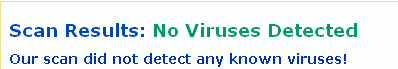 Scan Results: No Viruses Detected
Our scan did not detect any known viruses!